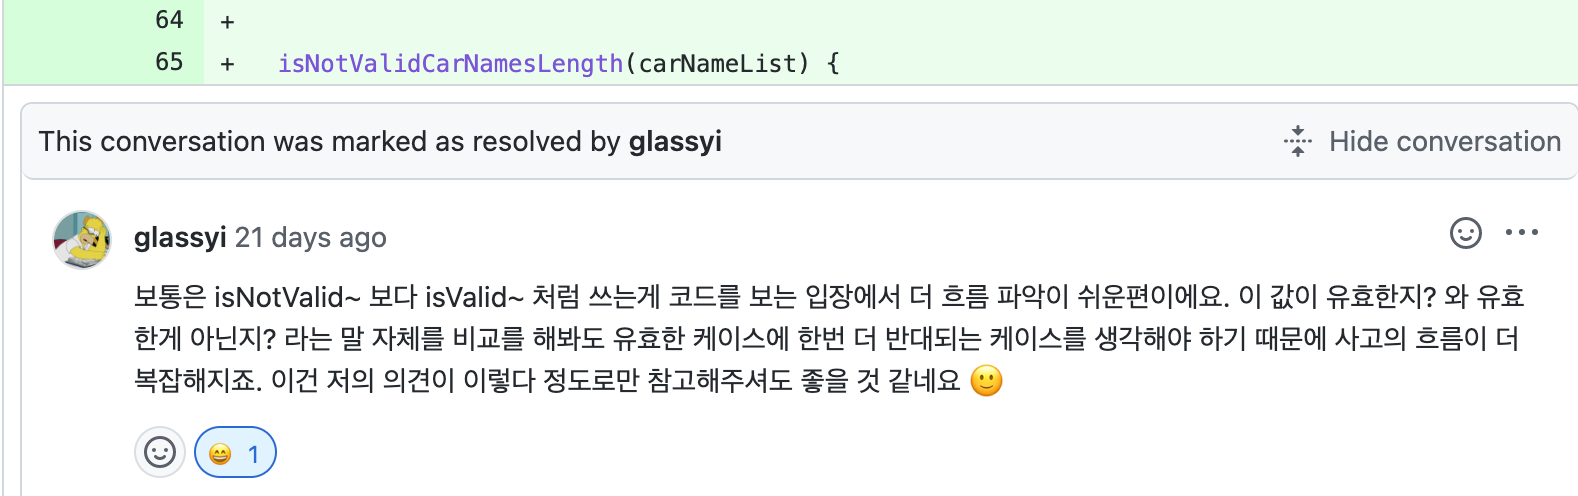 64 +
65 + isNotValidCarNamesLength(carNameList) {
This conversation was marked as resolved by glassyi
Hide conversation
glassyi 21 days ago
보통은 isNotValid~ 보다 isValid~ 처럼 쓰는게 코드를 보는 입장에서 더 흐름 파악이 쉬운편이에요. 이 값이 유효한지? 와 유효
한게 아닌지? 라는 말 자체를 비교를 해봐도 유효한 케이스에 한번 더 반대되는 케이스를 생각해야 하기 때문에 사고의 흐름이 더
복잡해지죠. 이건 저의 의견이 이렇다 정도로만 참고해주셔도 좋을 것 같네요 🙂
😄 1